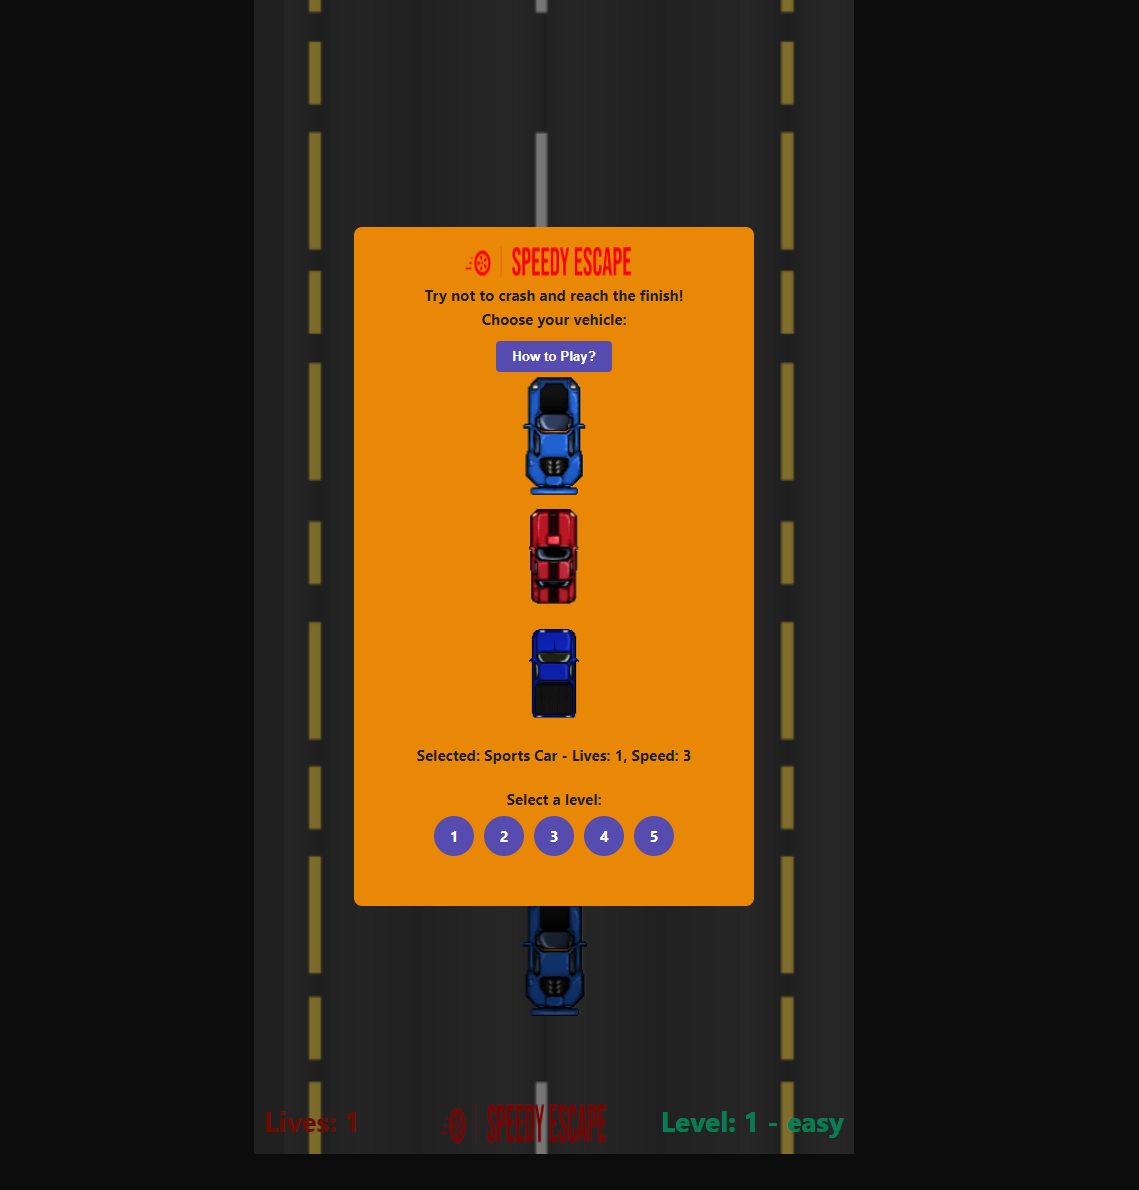 SPEEDY ESCAPE
Try not to crash and reach the finish!
Choose your vehicle:
How to Play?
Selected: Sports Car - Lives: 1, Speed: 3
Select a level:
1 2 3 4 5
Lives: 1 SPEEDY ESCAPE Level: 1 - easy